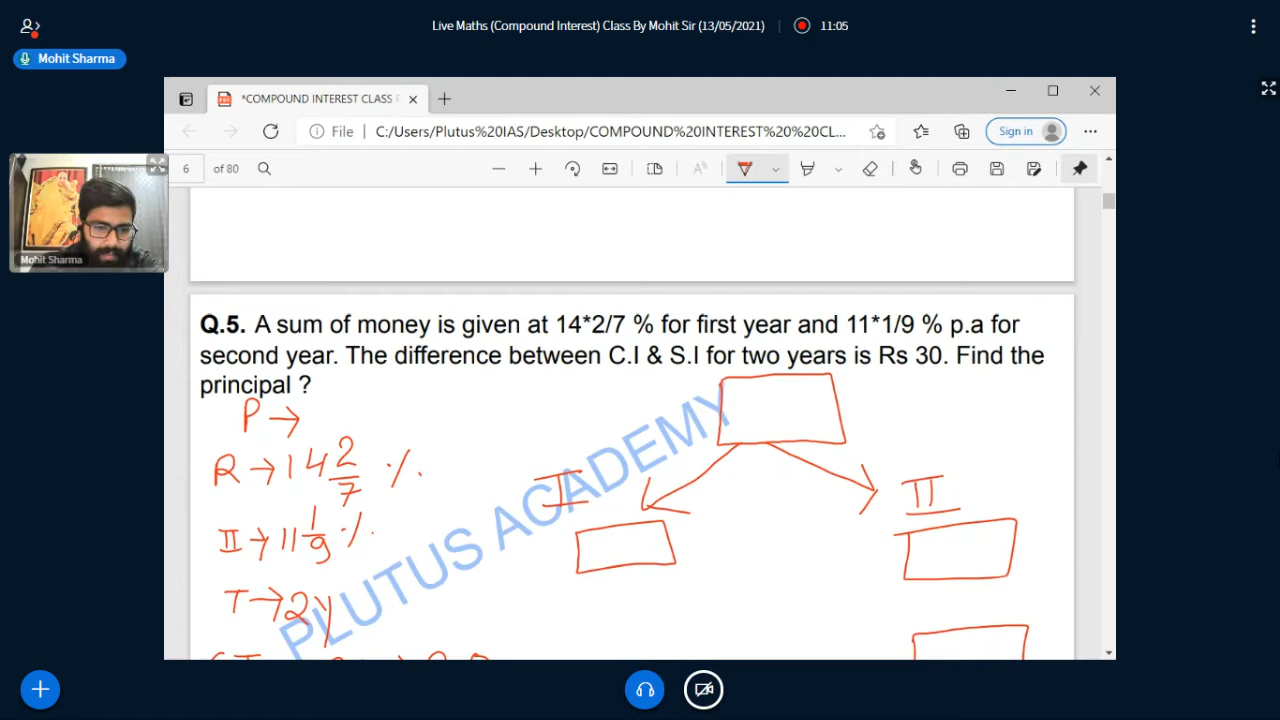 Live Maths (Compound Interest) Class By Mohit Sir (13/05/2021)
11:05
Mohit Sharma
*COMPOUND INTEREST CLASS
File
C:/Users/Plutus%20IAS/Desktop/COMPOUND%20INTEREST%20%20CL...
Sign in
6 of 80
Mohit Sharma
Q.5. A sum of money is given at 14*2/7 % for first year and 11*1/9 % p.a for
second year. The difference between C.I & S.I for two years is Rs 30. Find the
principal ?
P →
R → 14 2/7 %
I
II
II → 11 1/9 %
T → 2y
PLUTUS ACADEMY